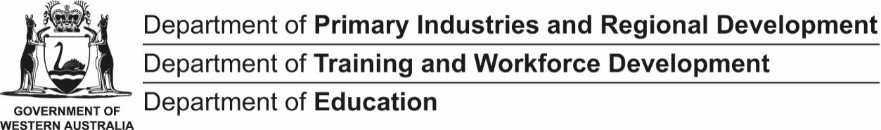 Department of Primary Industries and Regional Development
Department of Training and Workforce Development
Department of Education
GOVERNMENT OF
WESTERN AUSTRALIA